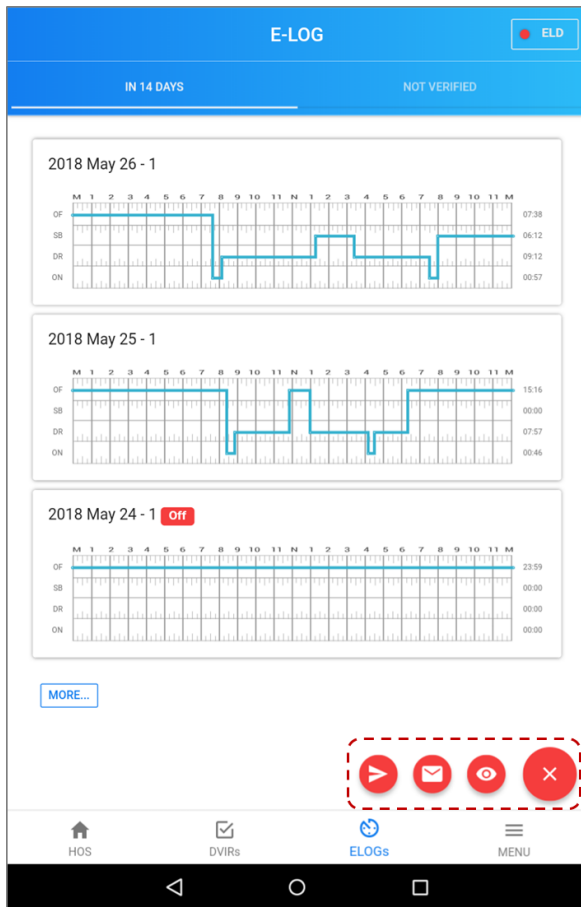 E-LOG
ELD
IN 14 DAYS
NOT VERIFIED
2018 May 26 - 1
M 1 2 3 4 5 6 7 8 9 10 11 N 1 2 3 4 5 6 7 8 9 10 11 M
OF 07:38
SB 06:12
DR 09:12
ON 00:57
2018 May 25 - 1
M 1 2 3 4 5 6 7 8 9 10 11 N 1 2 3 4 5 6 7 8 9 10 11 M
OF 15:16
SB 00:00
DR 07:57
ON 00:46
2018 May 24 - 1 Off
M 1 2 3 4 5 6 7 8 9 10 11 N 1 2 3 4 5 6 7 8 9 10 11 M
OF 23:59
SB 00:00
DR 00:00
ON 00:00
MORE...
HOS
DVIRs
ELOGs
MENU